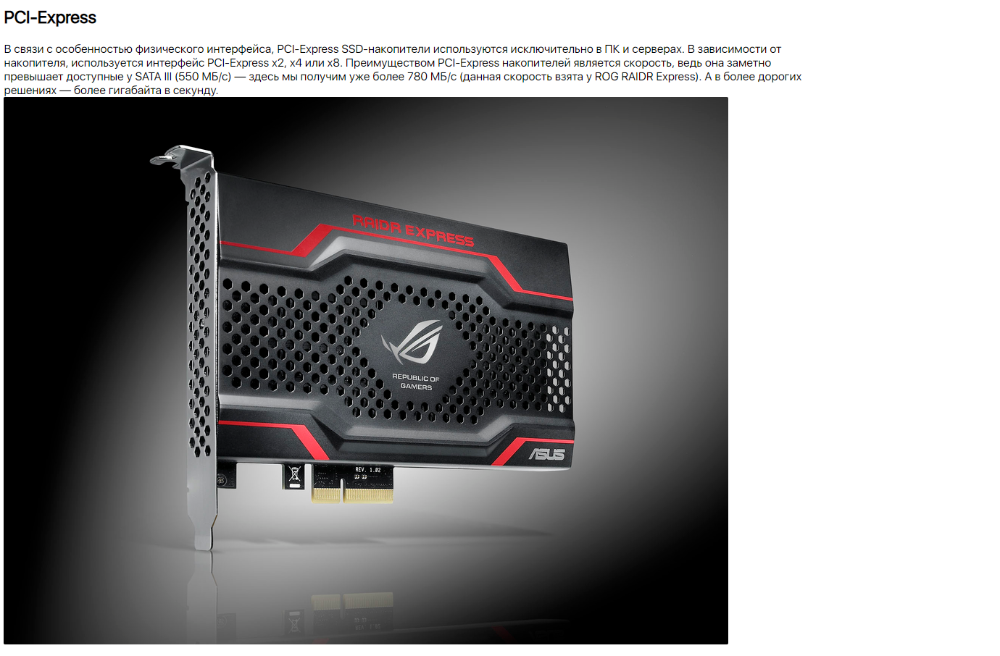 PCI-Express
В связи с особенностью физического интерфейса, PCI-Express SSD-накопители используются исключительно в ПК и серверах. В зависимости от
накопителя, используется интерфейс PCI-Express x2, x4 или x8. Преимуществом PCI-Express накопителей является скорость, ведь она заметно
превышает доступные у SATA III (550 МБ/с) — здесь мы получим уже более 780 МБ/с (данная скорость взята у ROG RAIDR Express). А в более дорогих
решениях — более гигабайта в секунду.
RAIDR EXPRESS
REPUBLIC OF
GAMERS
ASUS
REV. 1.02